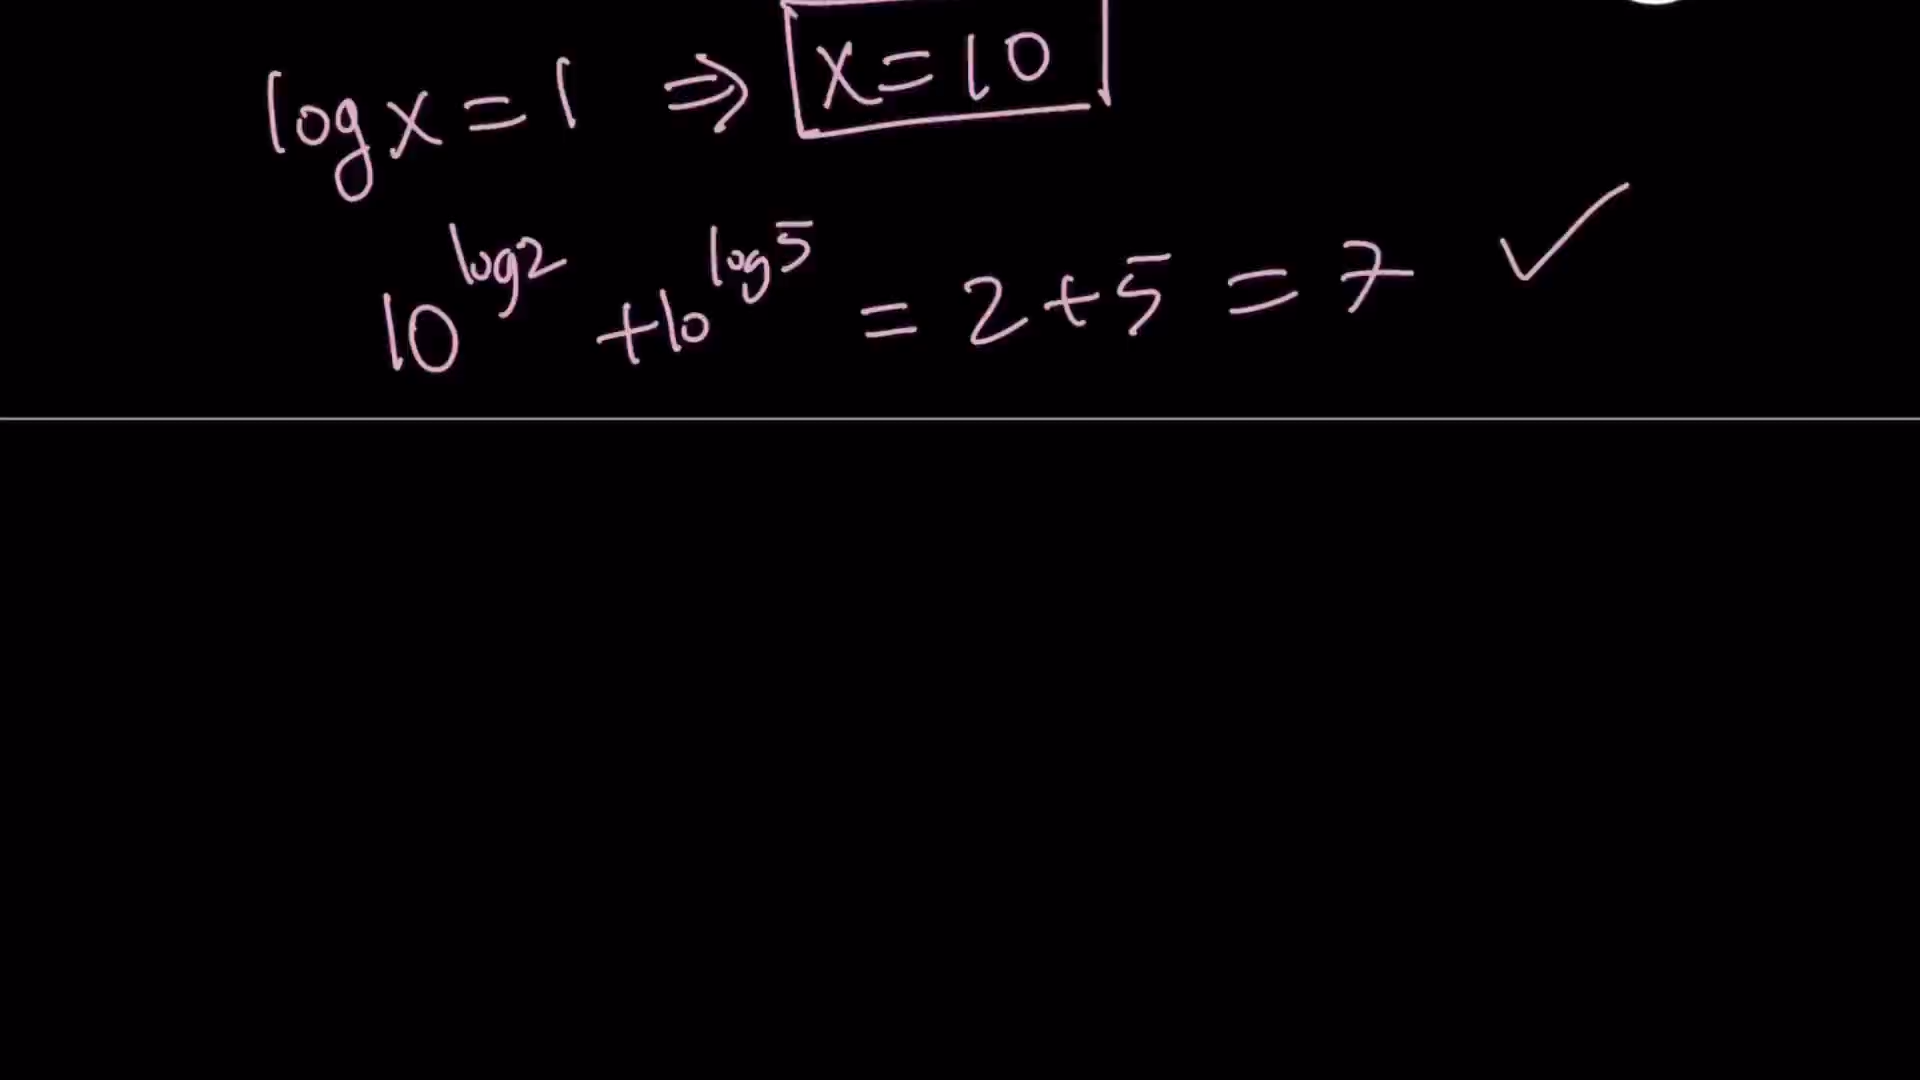 log x = 1 ⇒ x = 10
10^log2 + 10^log5 = 2 + 5 = 7 ✓